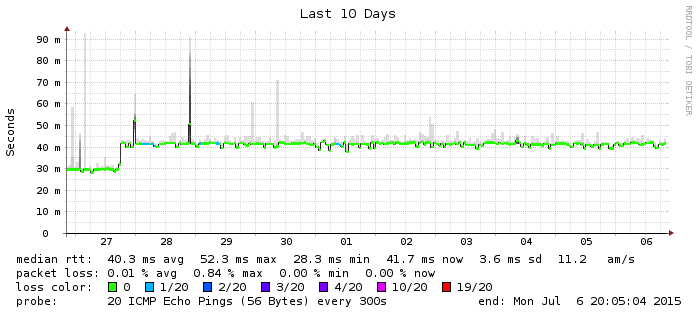 Last 10 Days
RRDTOOL / TOBI OETIKER
Seconds
90 m
80 m
70 m
60 m
50 m
40 m
30 m
20 m
10 m
0
27 28 29 30 01 02 03 04 05 06
median rtt: 40.3 ms avg 52.3 ms max 28.3 ms min 41.7 ms now 3.6 ms sd 11.2 am/s
packet loss: 0.01 % avg 0.84 % max 0.00 % min 0.00 % now
loss color: 0 1/20 2/20 3/20 4/20 10/20 19/20
probe: 20 ICMP Echo Pings (56 Bytes) every 300s end: Mon Jul 6 20:05:04 2015